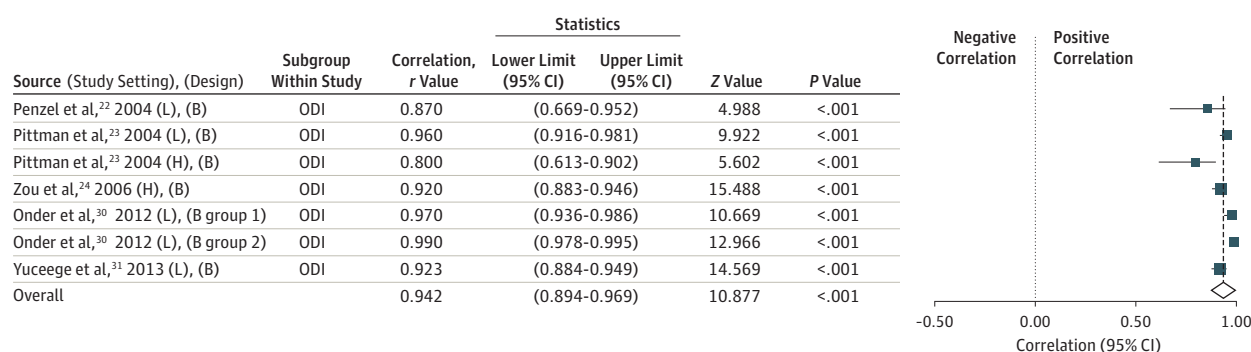 Statistics
Negative Correlation
Positive Correlation
Source (Study Setting), (Design) Subgroup Within Study Correlation, r Value Lower Limit (95% CI) Upper Limit (95% CI) Z Value P Value
Penzel et al,22 2004 (L), (B) ODI 0.870 (0.669-0.952) 4.988 <.001
Pittman et al,23 2004 (L), (B) ODI 0.960 (0.916-0.981) 9.922 <.001
Pittman et al,23 2004 (H), (B) ODI 0.800 (0.613-0.902) 5.602 <.001
Zou et al,24 2006 (H), (B) ODI 0.920 (0.883-0.946) 15.488 <.001
Onder et al,30 2012 (L), (B group 1) ODI 0.970 (0.936-0.986) 10.669 <.001
Onder et al,30 2012 (L), (B group 2) ODI 0.990 (0.978-0.995) 12.966 <.001
Yuceege et al,31 2013 (L), (B) ODI 0.923 (0.884-0.949) 14.569 <.001
Overall 0.942 (0.894-0.969) 10.877 <.001
-0.50 0.00 0.50 1.00
Correlation (95% CI)